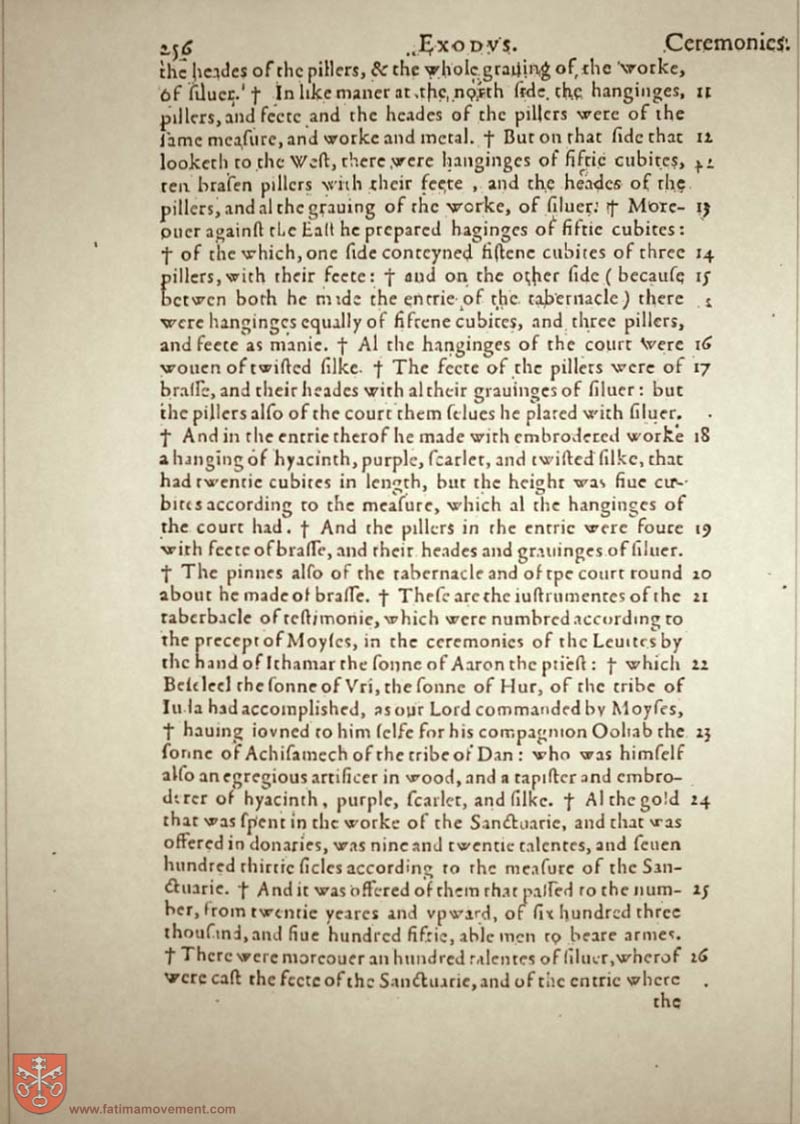 256 EXODVS. Ceremonies.
the heades of the pillers, & the whole grauing of the worke,
of siluer. † In like maner at the north side the hanginges, 11
pillers, and feete and the heades of the pillers were of the
same measure, and worke and metal. † But on that side that 12
looketh to the West, there were hanginges of fiftie cubites,
ten brasen pillers with their feete, and the heades of the
pillers, and al the grauing of the worke, of siluer: † More- 13
ouer against the East he prepared haginges of fiftie cubites:
† of the which, one side conteyned fiftene cubites of three 14
pillers, with their feete: † and on the other side (because 15
betwen both he made the entrie of the tabernacle) there
were hanginges equally of fiftene cubites, and three pillers,
and feete as manie. † Al the hanginges of the court were 16
wouen of twisted silke. † The feete of the pillers were of 17
brasse, and their heades with al their grauinges of siluer: but
the pillers also of the court them selues he plated with siluer.
† And in the entrie therof he made with embrodered worke 18
a hanging of hyacinth, purple, scarlet, and twisted silke, that
had twentie cubites in length, but the height was fiue cu-
bites according to the measure, which al the hanginges of
the court had. † And the pillers in the entrie were foure 19
with feete of brasse, and their heades and grauinges of siluer.
† The pinnes also of the tabernacle and of tpe court round 20
about he made of brasse. † These are the iustrumentes of the 21
taberbacle of testimonie, which were numbred according to
the precept of Moyses, in the ceremonies of the Leuites by
the hand of Ithamar the sonne of Aaron the priest: † which 22
Beseleel the sonne of Vri, the sonne of Hur, of the tribe of
Iuda had accomplished, as our Lord commanded by Moyses,
† hauing ioyned to him selfe for his compagnion Ooliab the 23
sonne of Achisamech of the tribe of Dan: who was himself
also an egregious artificer in wood, and a tapister and embro-
derer of hyacinth, purple, scarlet, and silke. † Al the gold 24
that was spent in the worke of the Sanctuarie, and that was
offered in donaries, was nine and twentie talentes, and seuen
hundred thirtie sicles according to the measure of the San-
ctuarie. † And it was offered of them that passed to the num- 25
ber, from twentie yeares and vpward, of six hundred three
thousand, and fiue hundred fiftie, able men to beare armes.
† There were moreouer an hundred talentes of siluer, wherof 26
were cast the feete of the Sanctuarie, and of the entrie where
the
www.fatimamovement.com